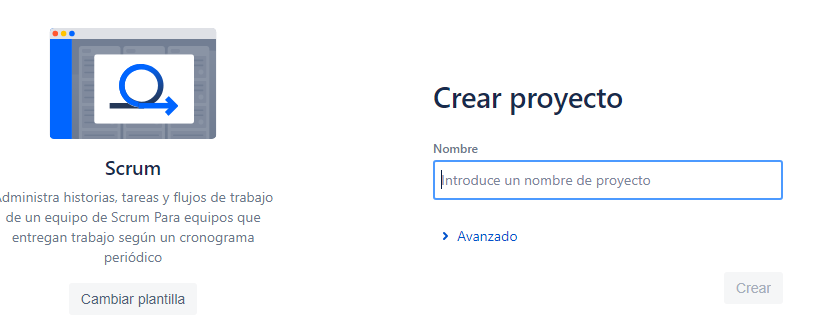 Scrum
administra historias, tareas y flujos de trabajo
de un equipo de Scrum Para equipos que
entregan trabajo según un cronograma
periódico
Cambiar plantilla
Crear proyecto
Nombre
Introduce un nombre de proyecto
Avanzado
Crear